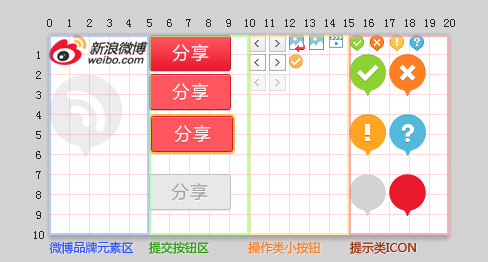 0 1 2 3 4 5 6 7 8 9 10 11 12 13 14 15 16 17 18 19 20
1
2
3
4
5
6
7
8
9
10
新浪微博
weibo.com
分享
分享
分享
分享
微博品牌元素区 提交按钮区 操作类小按钮 提示类ICON